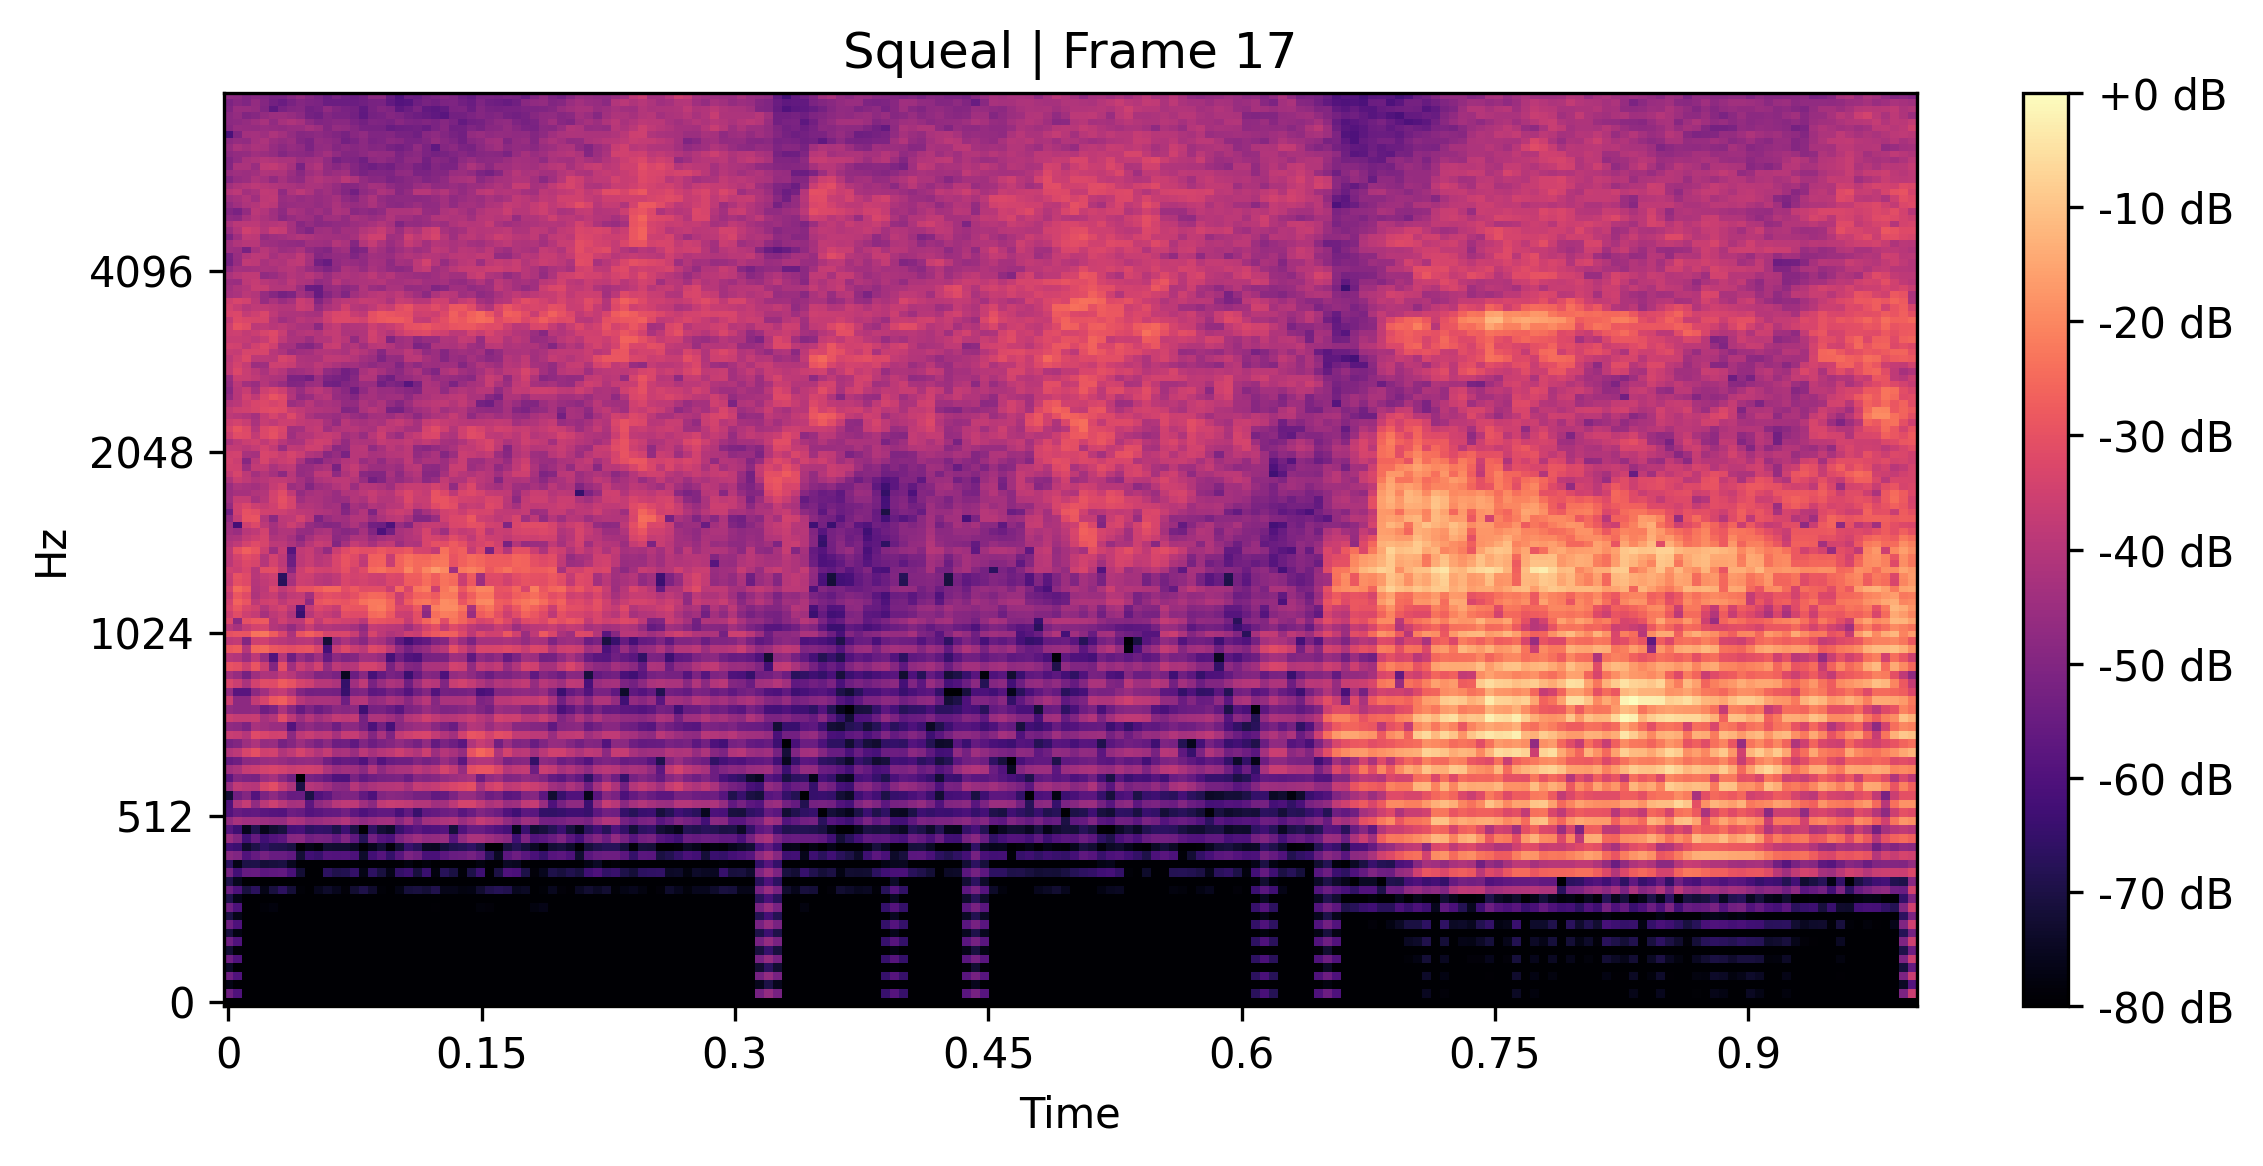 Squeal | Frame 17
+0 dB
-10 dB
-20 dB
-30 dB
-40 dB
-50 dB
-60 dB
-70 dB
-80 dB
4096
2048
1024
512
0
Hz
0 0.15 0.3 0.45 0.6 0.75 0.9
Time